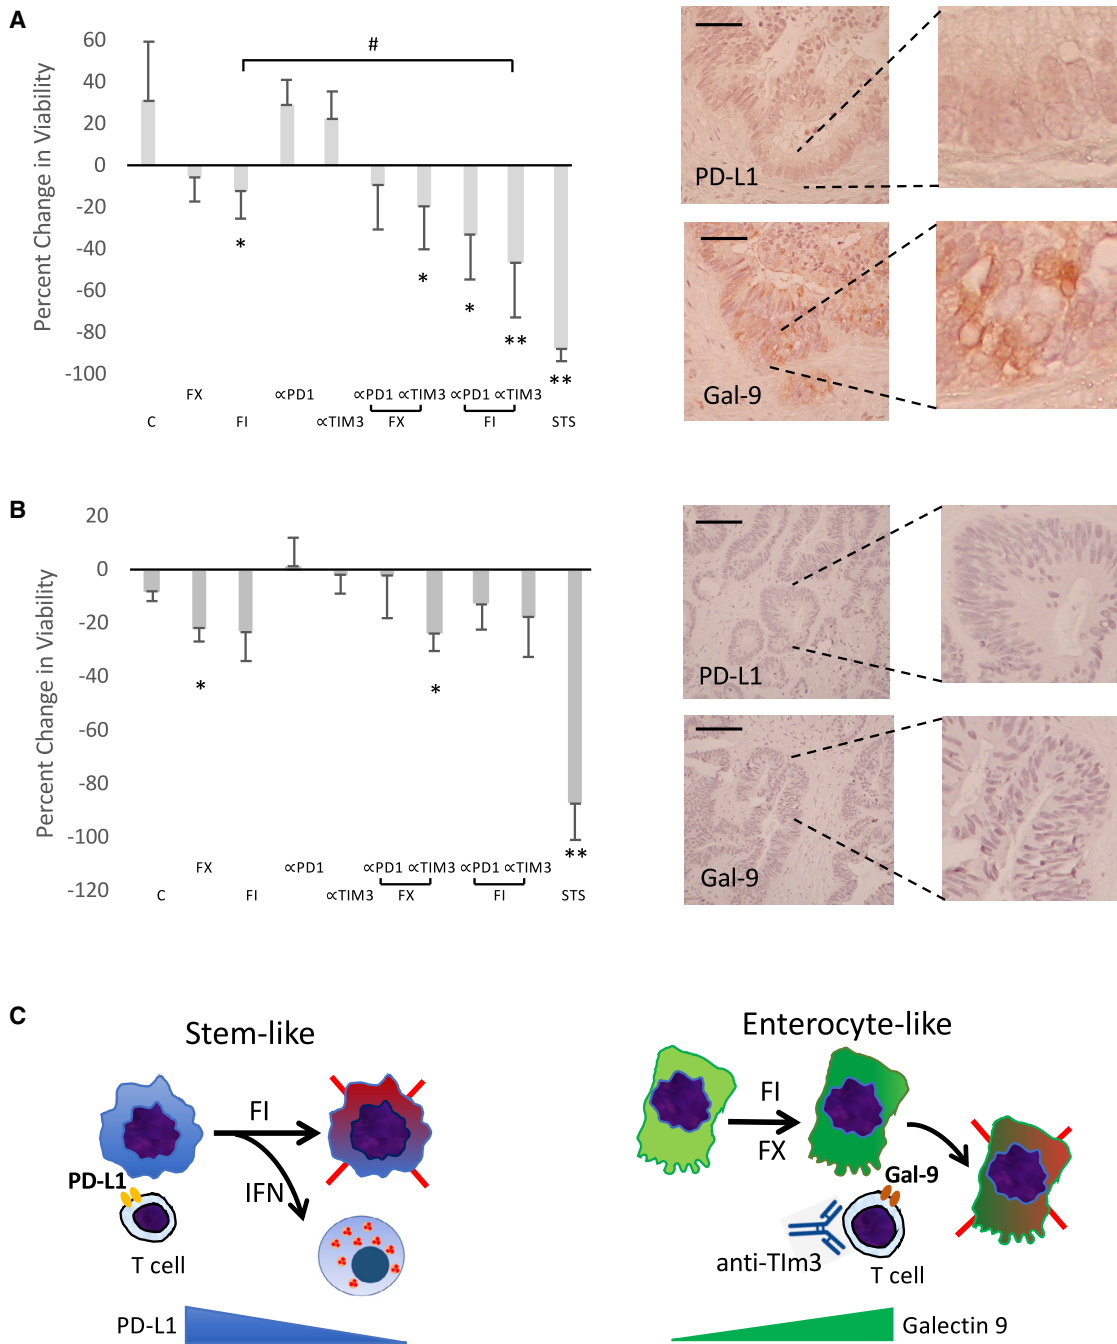 A
60
40
20
0
-20
-40
-60
-80
-100
Percent Change in Viability
#
*
*
*
**
**
FX
∝PD1
∝PD1 ∝TIM3
∝PD1 ∝TIM3
C
FI
∝TIM3
FX
FI
STS
PD-L1
Gal-9
B
20
0
-20
-40
-60
-80
-100
-120
Percent Change in Viability
*
*
**
FX
∝PD1
∝PD1 ∝TIM3
∝PD1 ∝TIM3
C
FI
∝TIM3
FX
FI
STS
PD-L1
Gal-9
C
Stem-like
FI
IFN
PD-L1
T cell
PD-L1
Enterocyte-like
FI
FX
Gal-9
anti-TIm3
T cell
Galectin 9